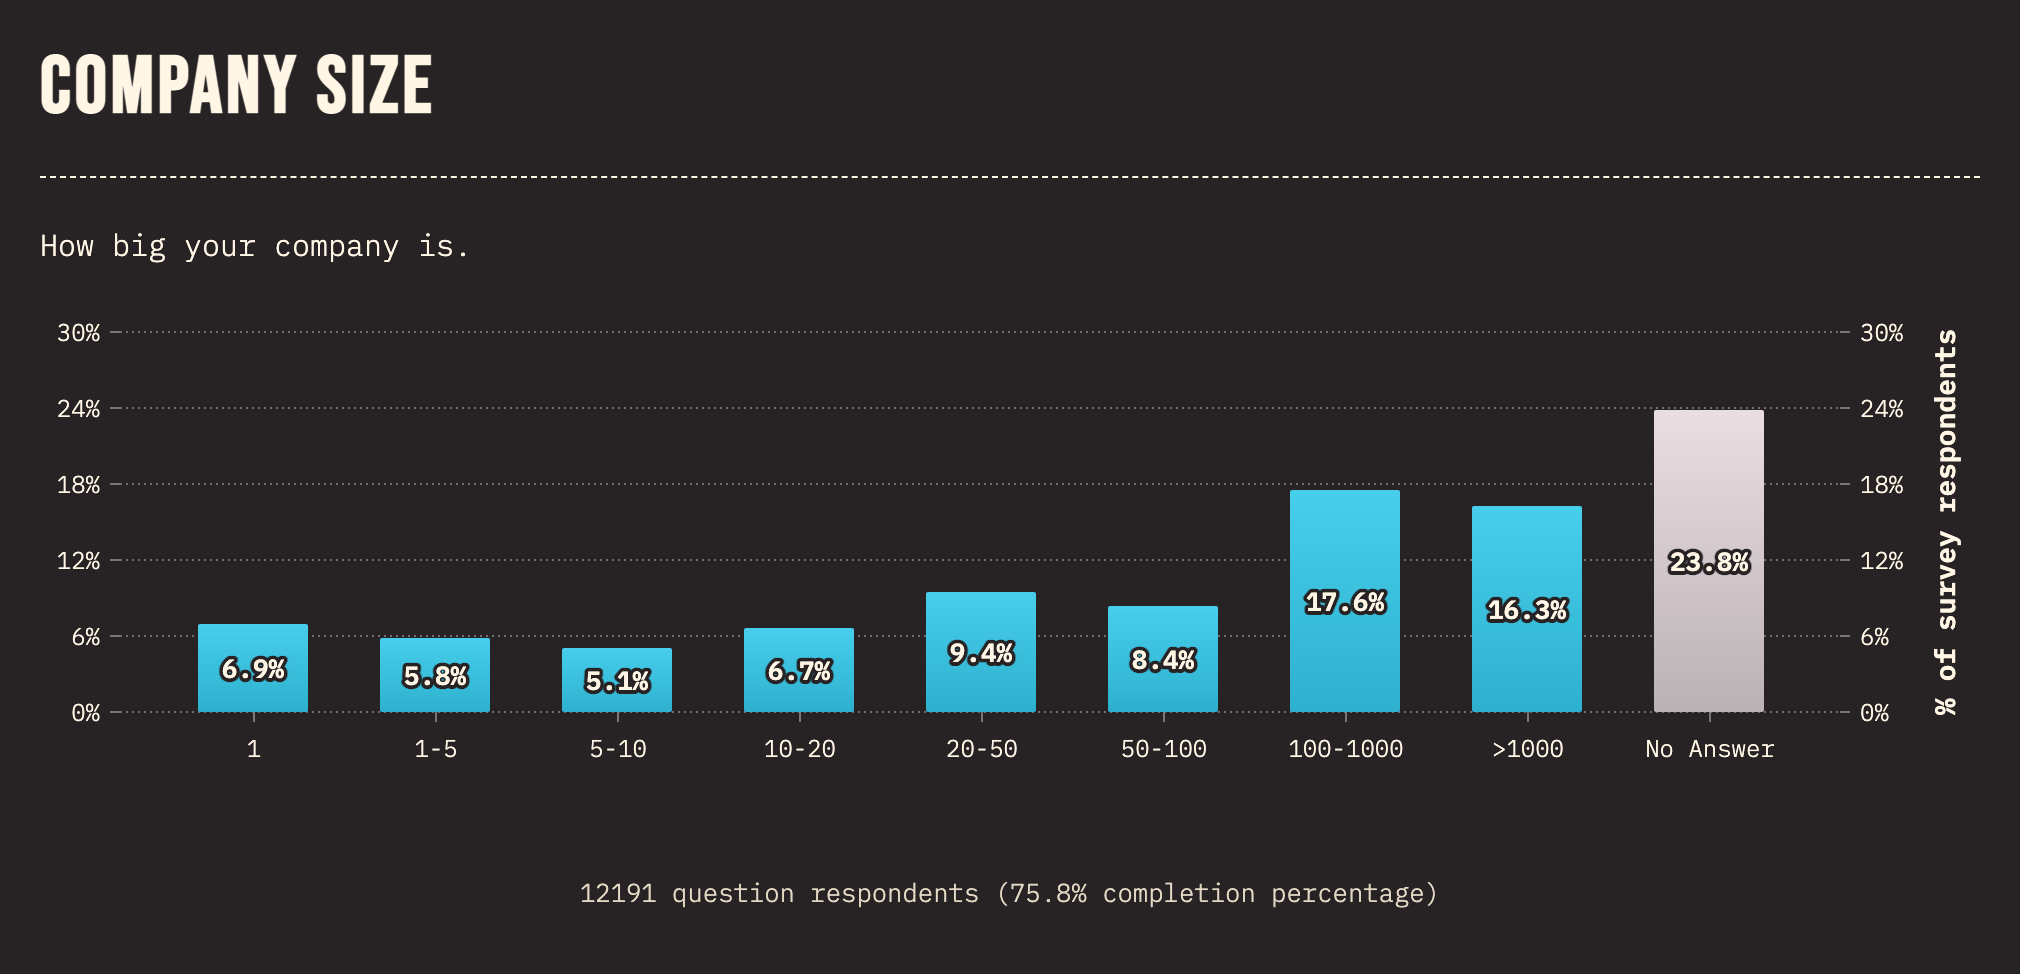 COMPANY SIZE
How big your company is.
30% 30%
24% 24%
18% 18%
12% 12%
6% 6%
0% 0%
% of survey respondents
6.9% 5.8% 5.1% 6.7% 9.4% 8.4% 17.6% 16.3% 23.8%
1 1-5 5-10 10-20 20-50 50-100 100-1000 >1000 No Answer
12191 question respondents (75.8% completion percentage)